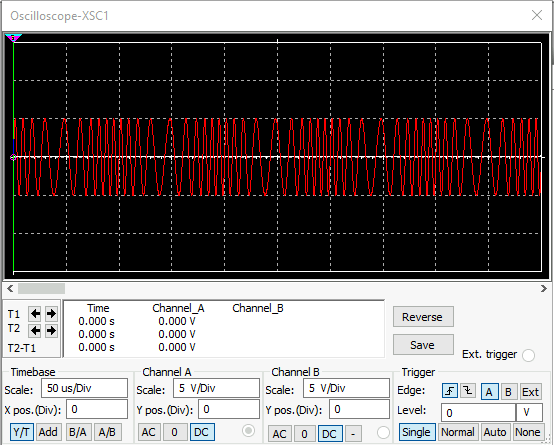 Oscilloscope-XSC1
T1
T2
T2-T1
Time Channel_A Channel_B
0.000 s 0.000 V
0.000 s 0.000 V
0.000 s 0.000 V
Reverse
Save
Ext. trigger
Timebase
Scale: 50 us/Div
X pos.(Div): 0
Y/T Add B/A A/B
Channel A
Scale: 5 V/Div
Y pos.(Div): 0
AC 0 DC
Channel B
Scale: 5 V/Div
Y pos.(Div): 0
AC 0 DC -
Trigger
Edge: A B Ext
Level: 0 V
Single Normal Auto None